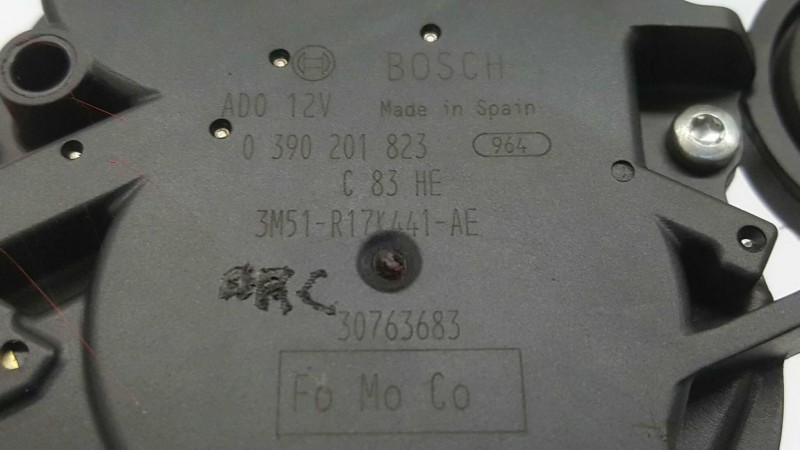 BOSCH
ADO 12V Made in Spain
0 390 201 823 964
C 83 HE
3M51-R17K441-AE
ARC
30763683
Fo Mo Co